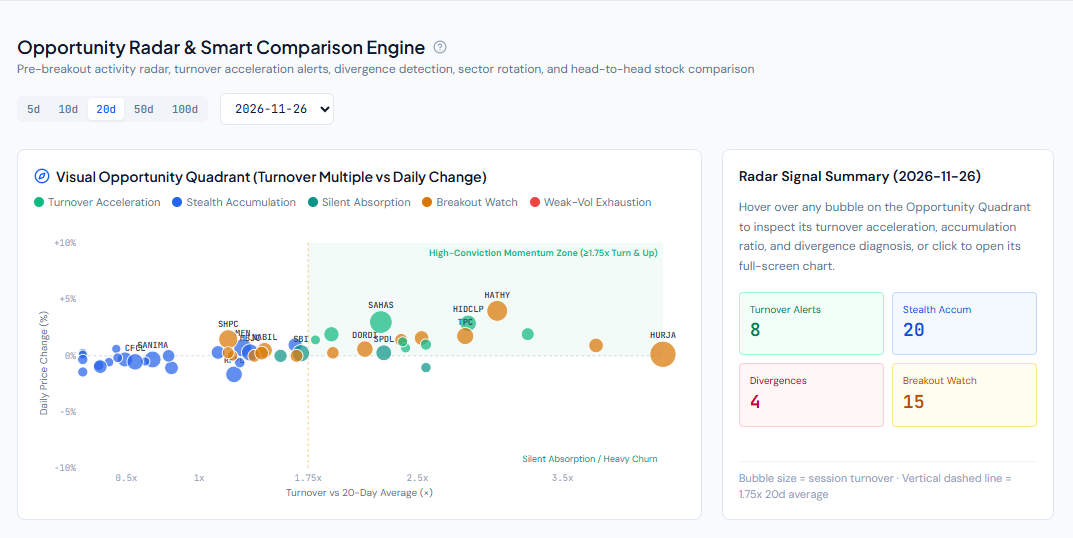 Opportunity Radar & Smart Comparison Engine
Pre-breakout activity radar, turnover acceleration alerts, divergence detection, sector rotation, and head-to-head stock comparison
5d 10d 20d 50d 100d 2026-11-26
Visual Opportunity Quadrant (Turnover Multiple vs Daily Change)
Turnover Acceleration Stealth Accumulation Silent Absorption Breakout Watch Weak-Vol Exhaustion
+10%
High-Conviction Momentum Zone (≥1.75x Turn & Up)
+5%
HATHY
SAHAS
HIDCLP
TPC
SHPC
NABIL
SBI
DORDI
SPDL
HURJA
SANIMA
0%
-5%
-10%
Daily Price Change (%)
Silent Absorption / Heavy Churn
0.5x 1x 1.75x 2.5x 3.5x
Turnover vs 20-Day Average (×)
Radar Signal Summary (2026-11-26)
Hover over any bubble on the Opportunity Quadrant
to inspect its turnover acceleration, accumulation
ratio, and divergence diagnosis, or click to open its
full-screen chart.
Turnover Alerts
8
Stealth Accum
20
Divergences
4
Breakout Watch
15
Bubble size = session turnover · Vertical dashed line =
1.75x 20d average